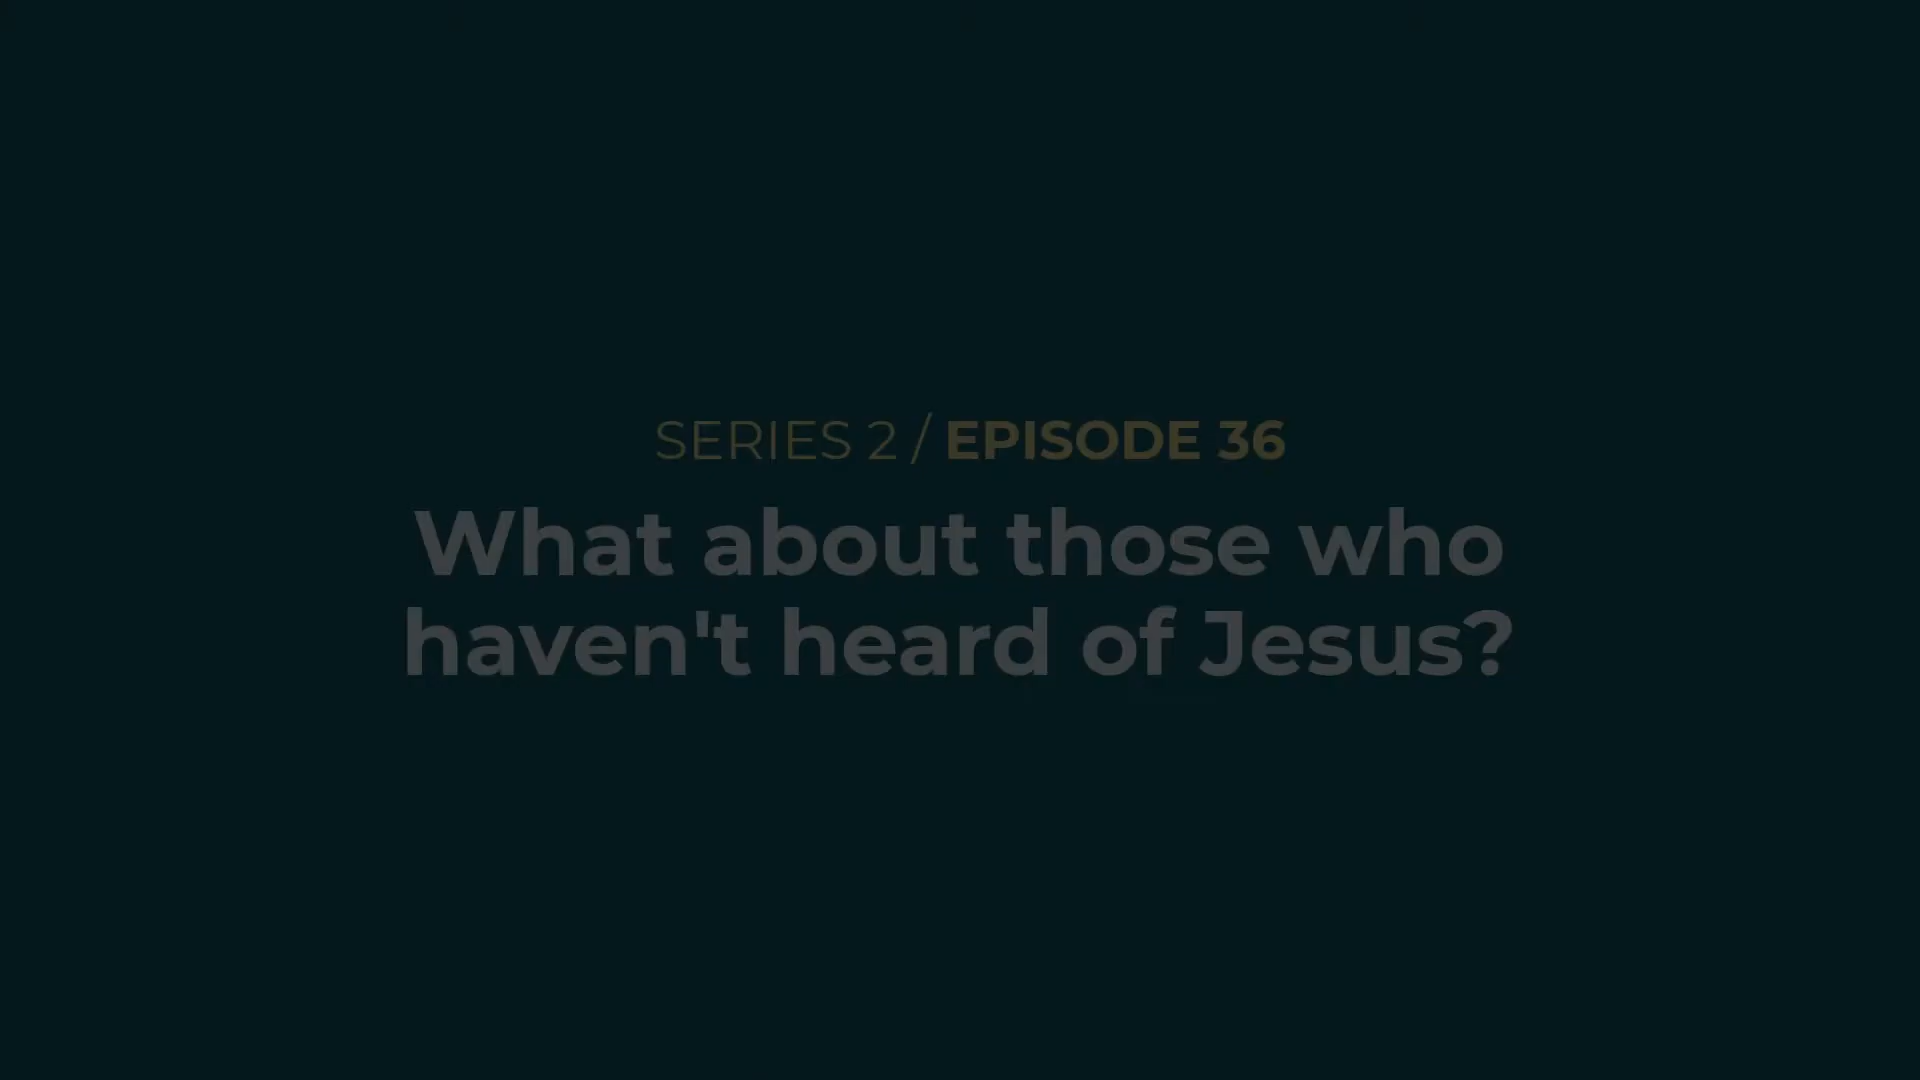 SERIES 2 / EPISODE 36
What about those who
haven't heard of Jesus?